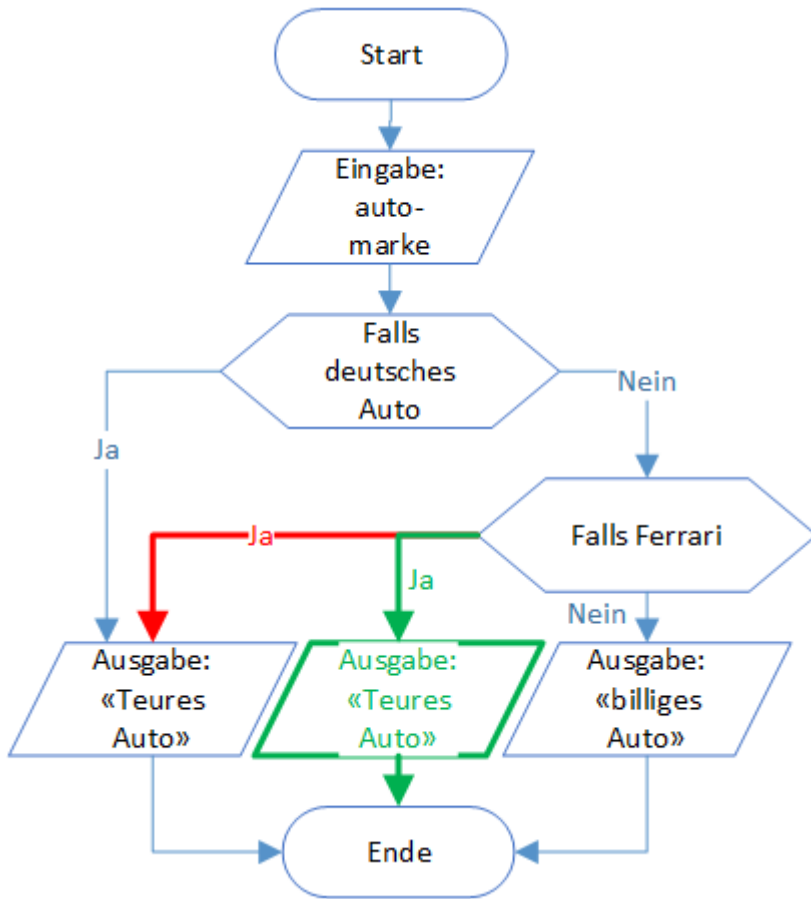 Start
Eingabe:
auto-
marke
Falls
deutsches
Auto
Nein
Ja
Falls Ferrari
Ja
Ja
Nein
Ausgabe:
«Teures
Auto»
Ausgabe:
«Teures
Auto»
Ausgabe:
«billiges
Auto»
Ende